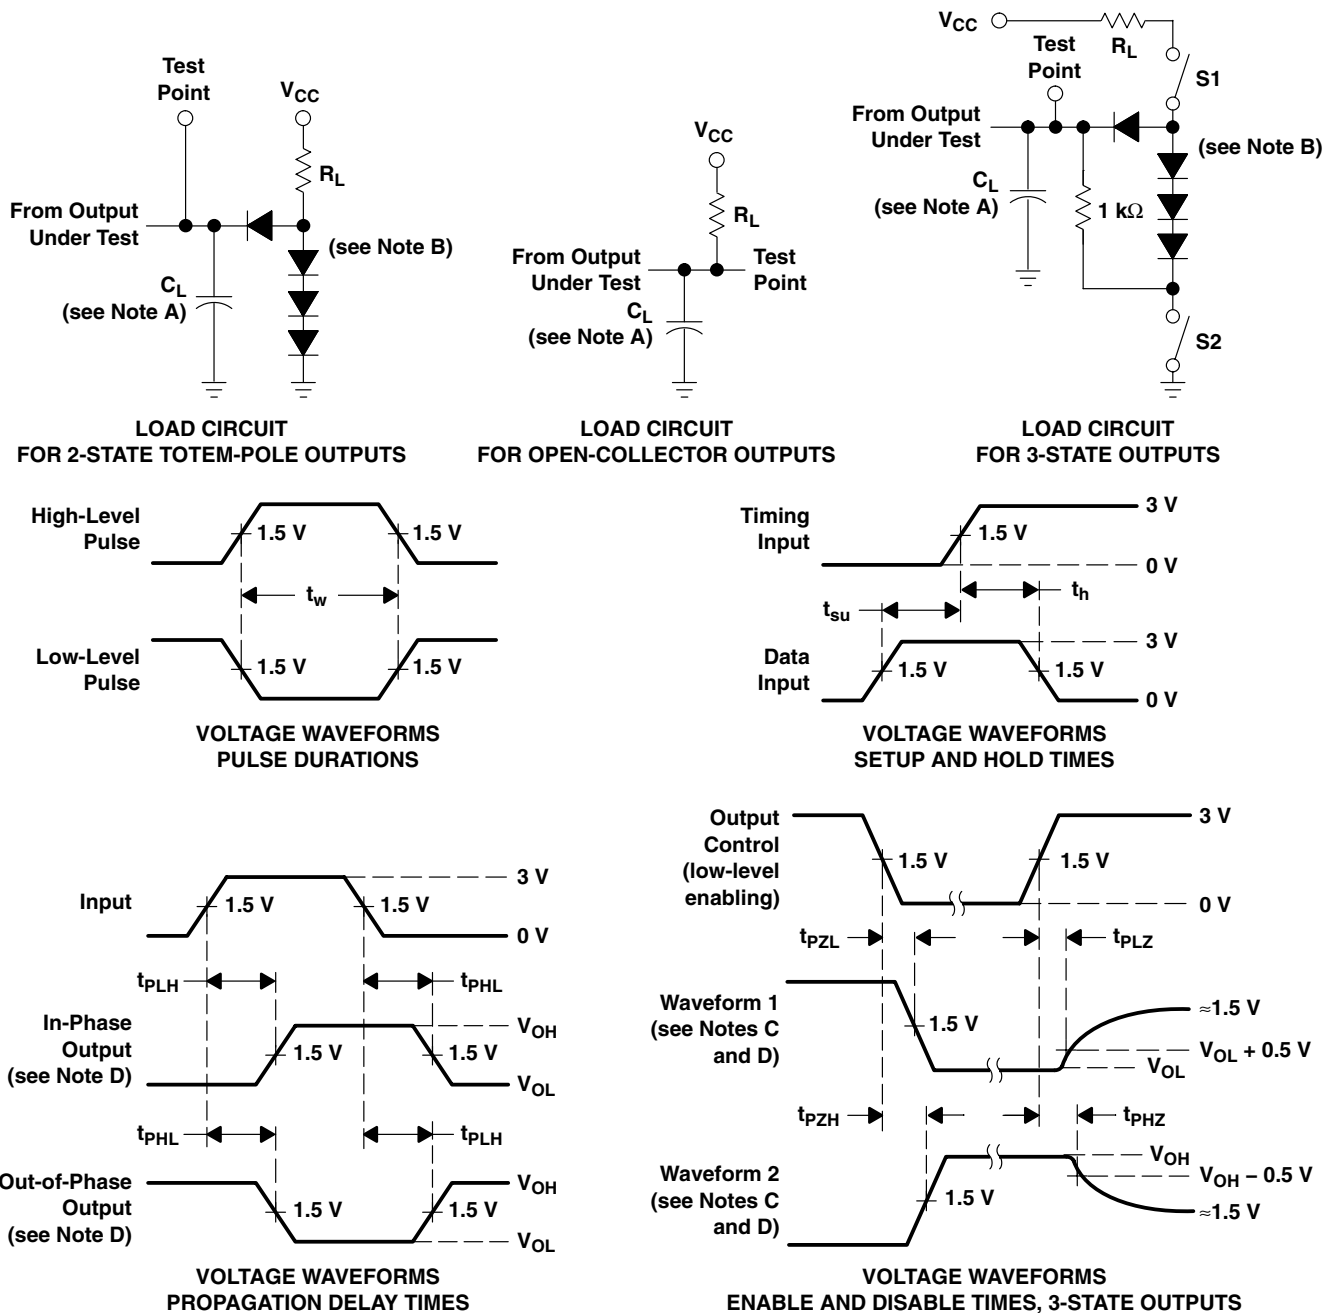 Test
Point
VCC
RL
From Output
Under Test
(see Note B)
CL
(see Note A)
LOAD CIRCUIT
FOR 2-STATE TOTEM-POLE OUTPUTS
VCC
RL
From Output
Under Test
Test
Point
CL
(see Note A)
LOAD CIRCUIT
FOR OPEN-COLLECTOR OUTPUTS
VCC
RL
Test
Point
S1
From Output
Under Test
(see Note B)
CL
(see Note A)
1 kΩ
S2
LOAD CIRCUIT
FOR 3-STATE OUTPUTS
High-Level
Pulse
1.5 V
1.5 V
tw
Low-Level
Pulse
1.5 V
1.5 V
VOLTAGE WAVEFORMS
PULSE DURATIONS
Timing
Input
1.5 V
3 V
0 V
th
tsu
Data
Input
1.5 V
1.5 V
3 V
0 V
VOLTAGE WAVEFORMS
SETUP AND HOLD TIMES
Input
1.5 V
1.5 V
3 V
0 V
tPLH
tPHL
In-Phase
Output
(see Note D)
1.5 V
1.5 V
VOH
VOL
tPHL
tPLH
Out-of-Phase
Output
(see Note D)
1.5 V
1.5 V
VOH
VOL
VOLTAGE WAVEFORMS
PROPAGATION DELAY TIMES
Output
Control
(low-level
enabling)
1.5 V
1.5 V
3 V
0 V
tPZL
tPLZ
Waveform 1
(see Notes C
and D)
1.5 V
≈1.5 V
VOL + 0.5 V
VOL
tPZH
tPHZ
Waveform 2
(see Notes C
and D)
1.5 V
VOH
VOH − 0.5 V
≈1.5 V
VOLTAGE WAVEFORMS
ENABLE AND DISABLE TIMES, 3-STATE OUTPUTS